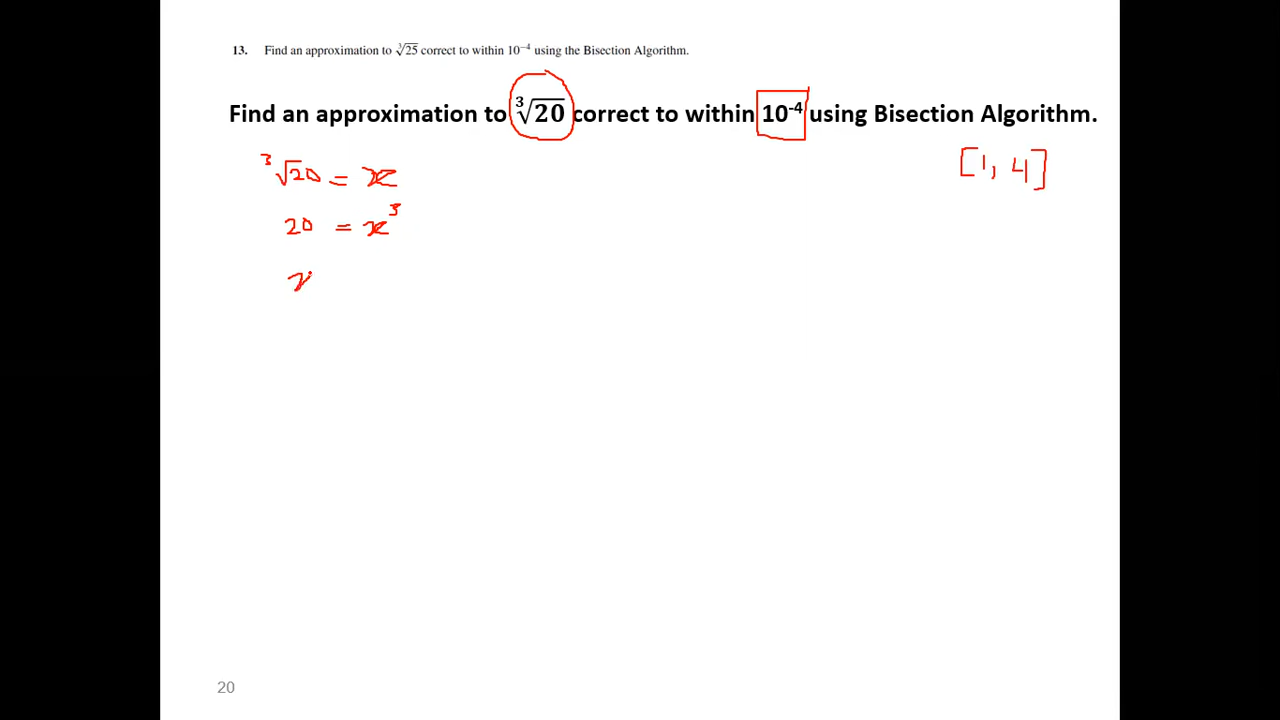 13. Find an approximation to ∛25 correct to within 10⁻⁴ using the Bisection Algorithm.
Find an approximation to ∛20 correct to within 10⁻⁴ using Bisection Algorithm.
[1, 4]
∛20 = x
20 = x³
x
20